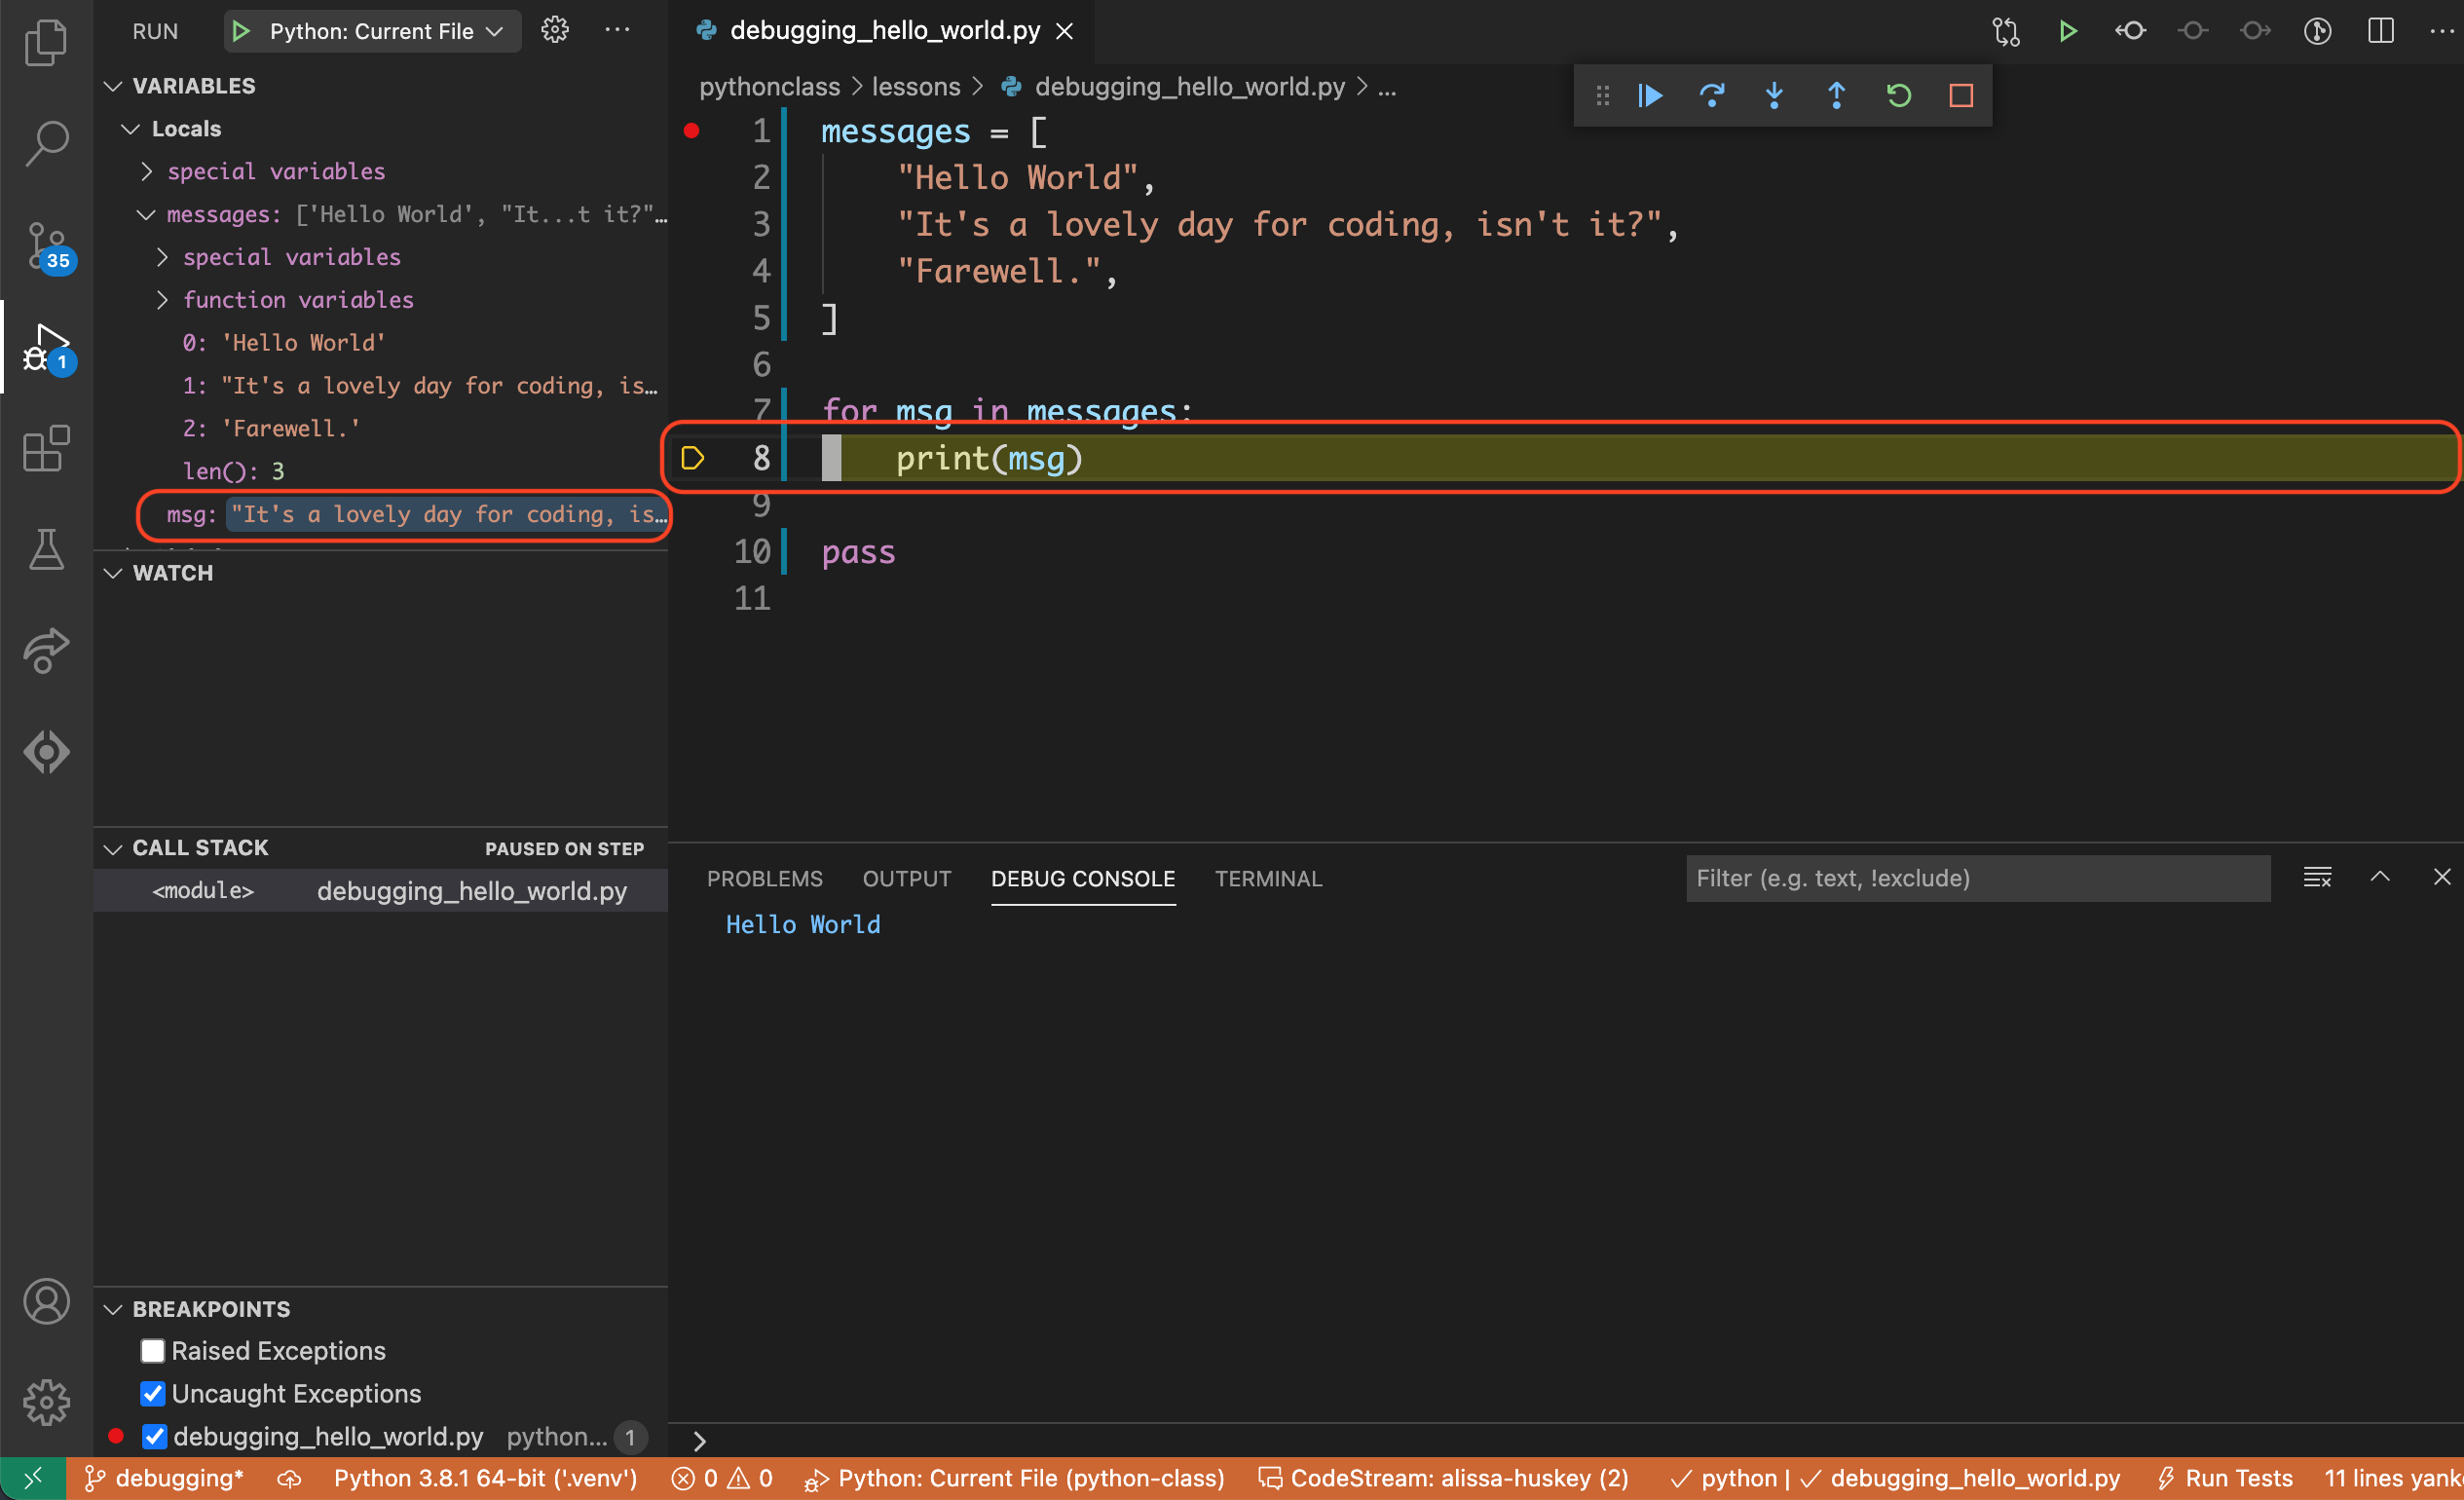 RUN Python: Current File
VARIABLES
Locals
special variables
messages: ['Hello World', "It...t it?"…
special variables
function variables
0: 'Hello World'
1: "It's a lovely day for coding, is…
2: 'Farewell.'
len(): 3
msg: "It's a lovely day for coding, is…
WATCH
CALL STACK PAUSED ON STEP
<module> debugging_hello_world.py
BREAKPOINTS
Raised Exceptions
Uncaught Exceptions
debugging_hello_world.py python... 1
35
1
debugging_hello_world.py
pythonclass > lessons > debugging_hello_world.py > ...
1 messages = [
2     "Hello World",
3     "It's a lovely day for coding, isn't it?",
4     "Farewell.",
5 ]
6
7 for msg in messages:
8     print(msg)
9
10 pass
11
PROBLEMS OUTPUT DEBUG CONSOLE TERMINAL Filter (e.g. text, !exclude)
Hello World
debugging* Python 3.8.1 64-bit ('.venv') 0 0 Python: Current File (python-class) CodeStream: alissa-huskey (2) python | debugging_hello_world.py Run Tests 11 lines yank